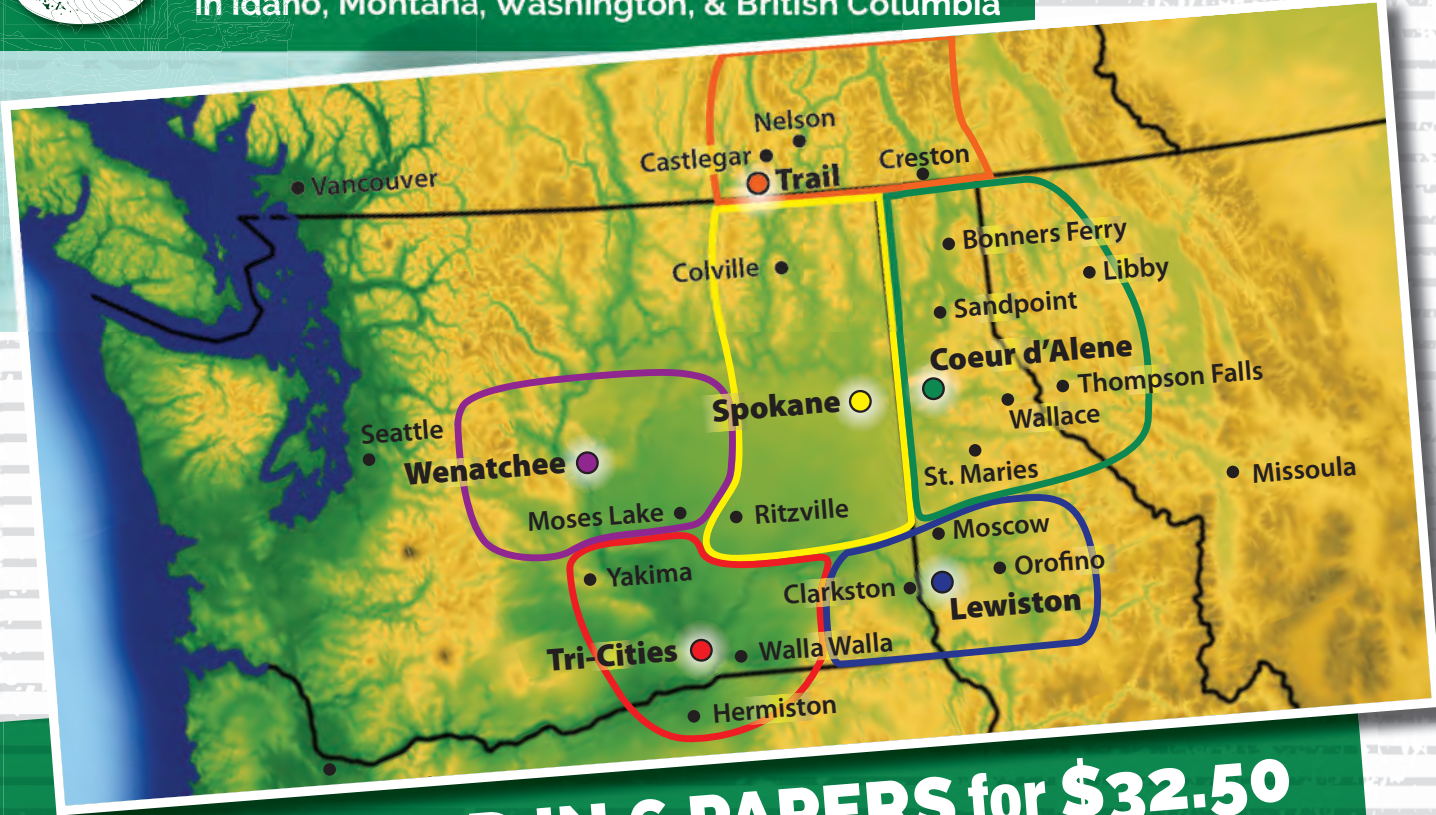 in Idaho, Montana, Washington, & British Columbia
Nelson
Castlegar
Creston
Trail
Vancouver
Bonners Ferry
Colville
Libby
Sandpoint
Coeur d'Alene
Thompson Falls
Spokane
Wallace
Seattle
Wenatchee
St. Maries
Missoula
Moses Lake
Ritzville
Moscow
Yakima
Orofino
Clarkston
Lewiston
Tri-Cities
Walla Walla
Hermiston
IN 6 PAPERS for $32.50